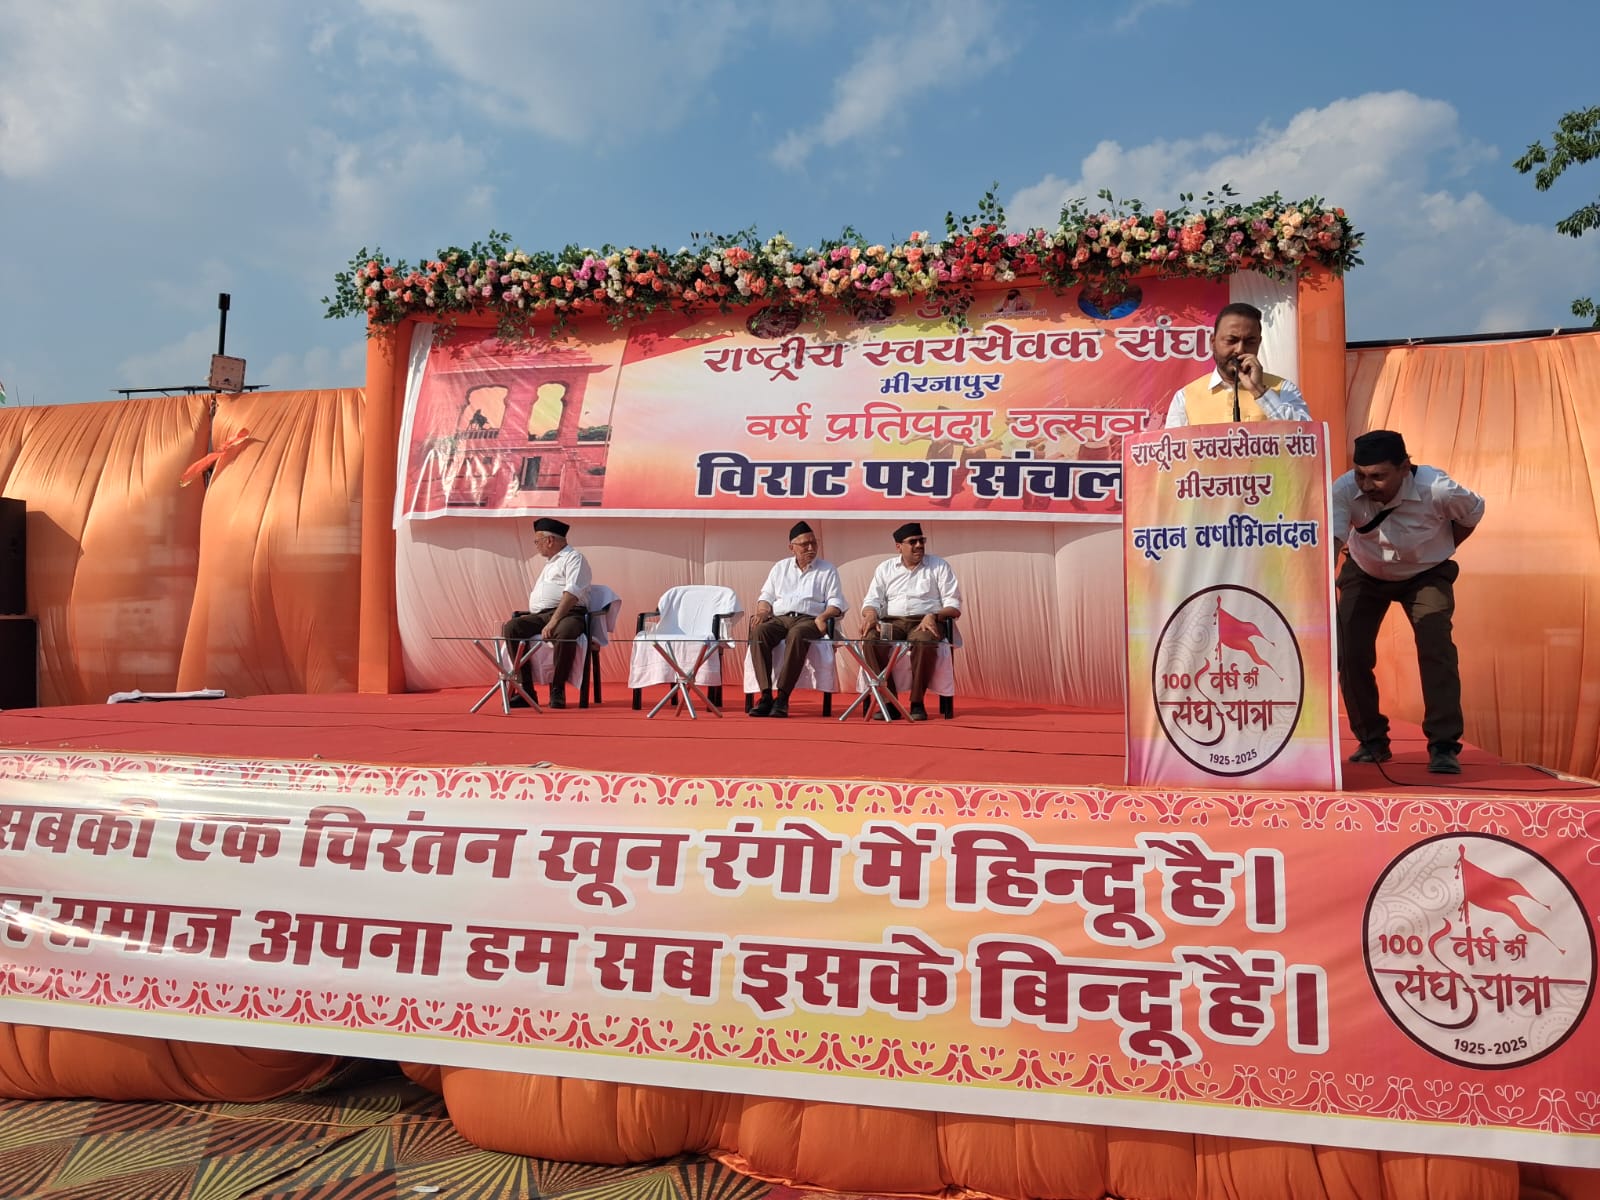 राष्ट्रीय स्वयंसेवक संघ
मीरजापुर
वर्ष प्रतिपदा उत्सव
विराट पथ संचल
राष्ट्रीय स्वयंसेवक संघ
मीरजापुर
नूतन वर्षाभिनंदन
100 वर्ष की
संघ यात्रा
1925-2025
सबकी एक चिरंतन खून रंगो में हिन्दू है।
समाज अपना हम सब इसके बिन्दू हैं।
100 वर्ष की
संघ यात्रा
1925-2025